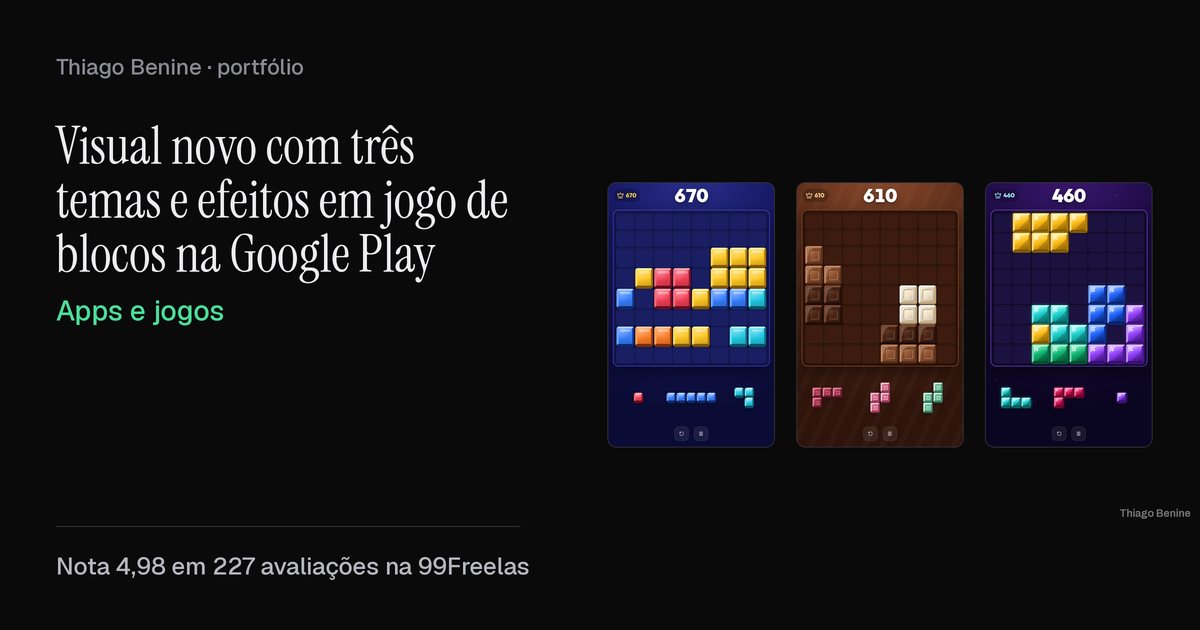 Thiago Benine · portfólio
Visual novo com três
temas e efeitos em jogo de
blocos na Google Play
Apps e jogos
670
670
610
610
460
460
Thiago Benine
Nota 4,98 em 227 avaliações na 99Freelas